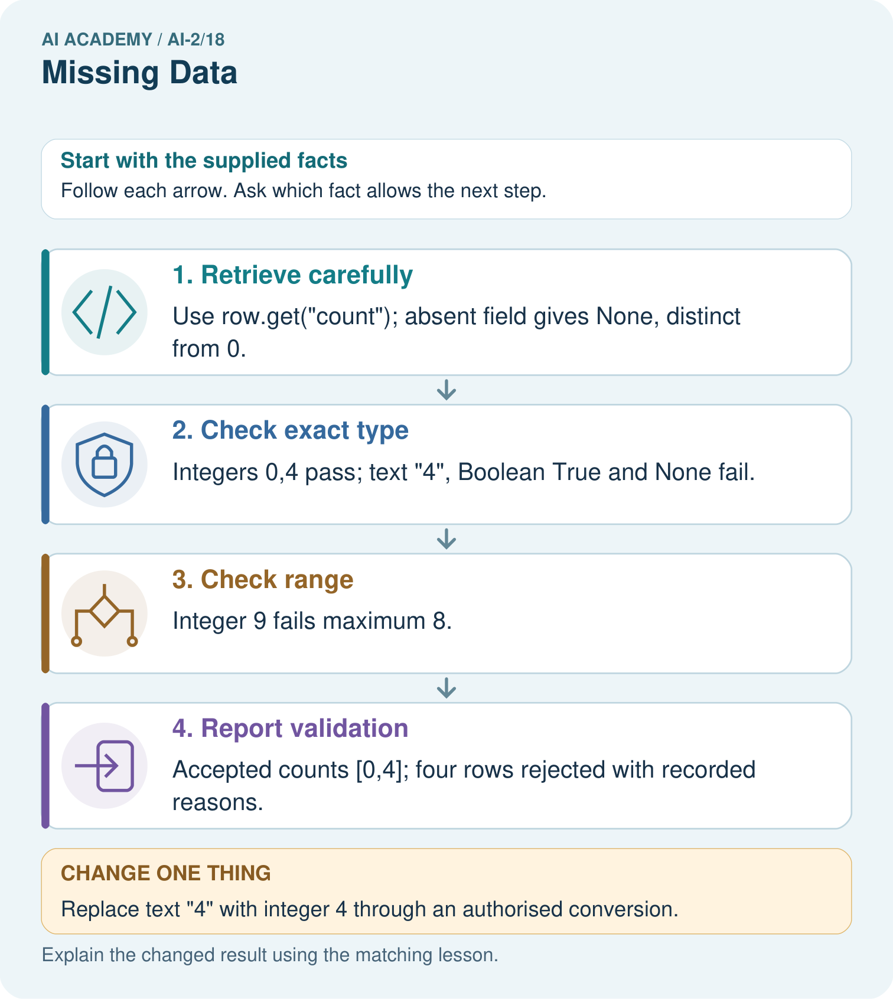 AI ACADEMY / AI-2/18
Missing Data
Start with the supplied facts
Follow each arrow. Ask which fact allows the next step.
1. Retrieve carefully
Use row.get("count"); absent field gives None, distinct
from 0.
2. Check exact type
Integers 0,4 pass; text "4", Boolean True and None fail.
3. Check range
Integer 9 fails maximum 8.
4. Report validation
Accepted counts [0,4]; four rows rejected with recorded
reasons.
CHANGE ONE THING
Replace text "4" with integer 4 through an authorised conversion.
Explain the changed result using the matching lesson.